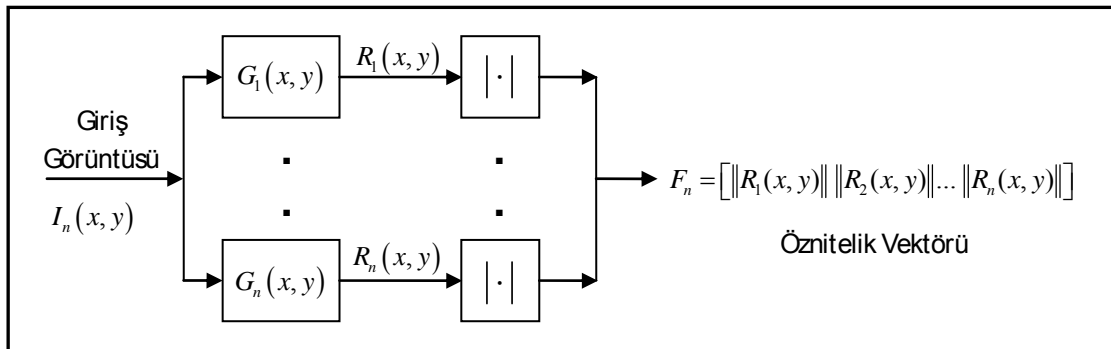 Giriş
Görüntüsü
I_n(x, y)
G_1(x, y)
R_1(x, y)
|·|
G_n(x, y)
R_n(x, y)
|·|
F_n = [‖R_1(x, y)‖ ‖R_2(x, y)‖... ‖R_n(x, y)‖]
Öznitelik Vektörü